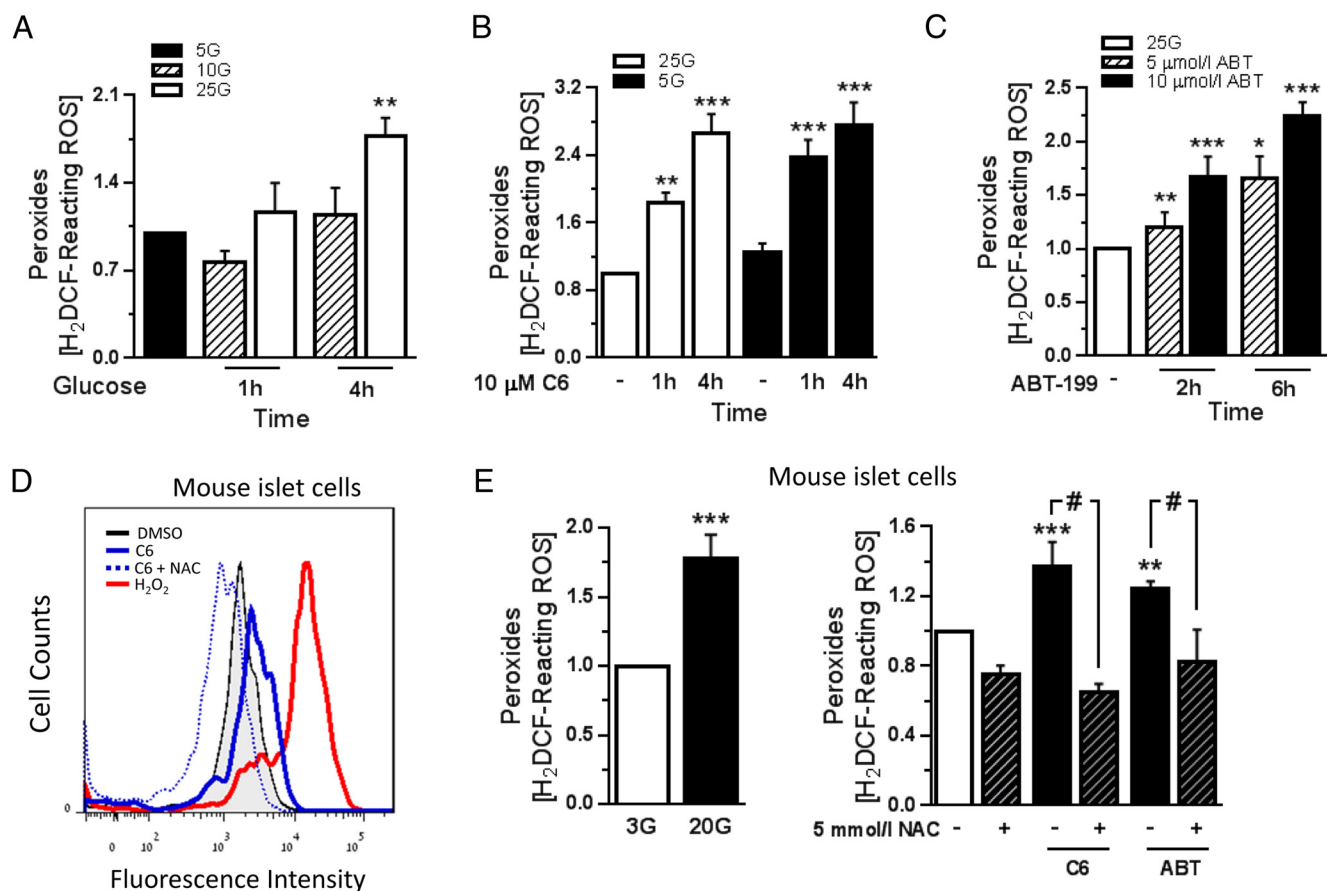 A
5G
10G
25G
Peroxides
[H₂DCF-Reacting ROS]
2.1
1.4
0.7
0.0
**
Glucose
1h
4h
Time
B
25G
5G
Peroxides
[H₂DCF-Reacting ROS]
3.2
2.4
1.6
0.8
0.0
**
***
***
***
10 µM C6
- 1h 4h - 1h 4h
Time
C
25G
5 µmol/l ABT
10 µmol/l ABT
Peroxides
[H₂DCF-Reacting ROS]
2.5
2.0
1.5
1.0
0.5
0.0
**
***
*
***
ABT-199
- 2h 6h
Time
D
Mouse islet cells
DMSO
C6
C6 + NAC
H₂O₂
Cell Counts
0
0 10² 10³ 10⁴ 10⁵
Fluorescence Intensity
E
Mouse islet cells
Peroxides
[H₂DCF-Reacting ROS]
2.0
1.5
1.0
0.5
0.0
***
3G 20G
Peroxides
[H₂DCF-Reacting ROS]
1.6
1.2
0.8
0.4
0.0
***
#
**
#
5 mmol/l NAC
- + - + - +
C6 ABT